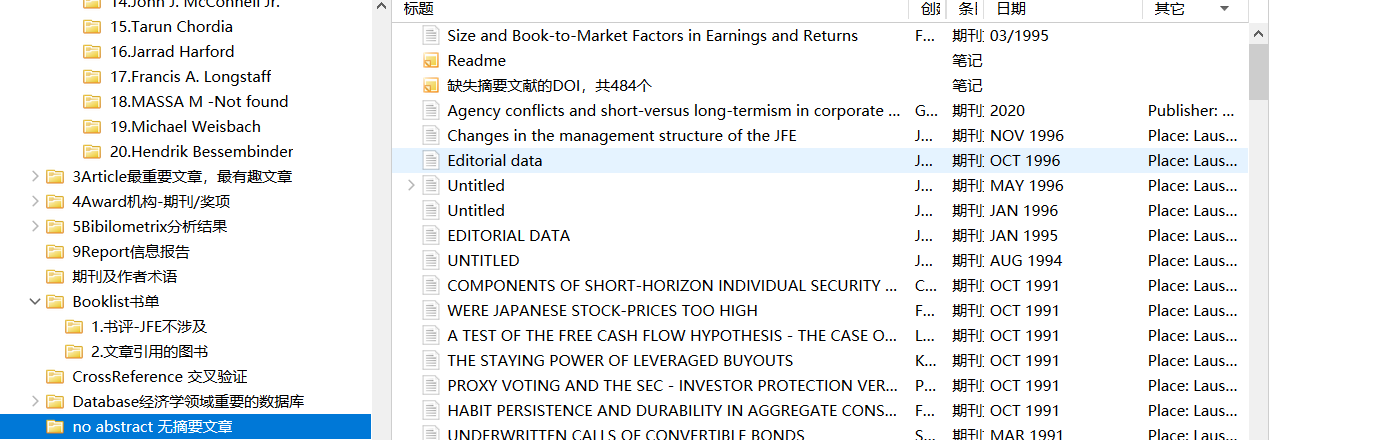 14.John J. McConnell Jr.
15.Tarun Chordia
16.Jarrad Harford
17.Francis A. Longstaff
18.MASSA M -Not found
19.Michael Weisbach
20.Hendrik Bessembinder
3Article最重要文章，最有趣文章
4Award机构-期刊/奖项
5Bibilometrix分析结果
9Report信息报告
期刊及作者术语
Booklist书单
1.书评-JFE不涉及
2.文章引用的图书
CrossReference 交叉验证
Database经济学领域重要的数据库
no abstract 无摘要文章
标题 创建 条目 日期 其它
Size and Book-to-Market Factors in Earnings and Returns F... 期刊 03/1995
Readme 笔记
缺失摘要文献的DOI，共484个 笔记
Agency conflicts and short-versus long-termism in corporate ... G... 期刊 2020 Publisher: ...
Changes in the management structure of the JFE J... 期刊 NOV 1996 Place: Laus...
Editorial data J... 期刊 OCT 1996 Place: Laus...
Untitled J... 期刊 MAY 1996 Place: Laus...
Untitled J... 期刊 JAN 1996 Place: Laus...
EDITORIAL DATA J... 期刊 JAN 1995 Place: Laus...
UNTITLED J... 期刊 AUG 1994 Place: Laus...
COMPONENTS OF SHORT-HORIZON INDIVIDUAL SECURITY ... C... 期刊 OCT 1991 Place: Laus...
WERE JAPANESE STOCK-PRICES TOO HIGH F... 期刊 OCT 1991 Place: Laus...
A TEST OF THE FREE CASH FLOW HYPOTHESIS - THE CASE O... L... 期刊 OCT 1991 Place: Laus...
THE STAYING POWER OF LEVERAGED BUYOUTS K... 期刊 OCT 1991 Place: Laus...
PROXY VOTING AND THE SEC - INVESTOR PROTECTION VER... P... 期刊 OCT 1991 Place: Laus...
HABIT PERSISTENCE AND DURABILITY IN AGGREGATE CONS... F... 期刊 OCT 1991 Place: Laus...
UNDERWRITTEN CALLS OF CONVERTIBLE BONDS S... 期刊 MAR 1991 Place: Laus...